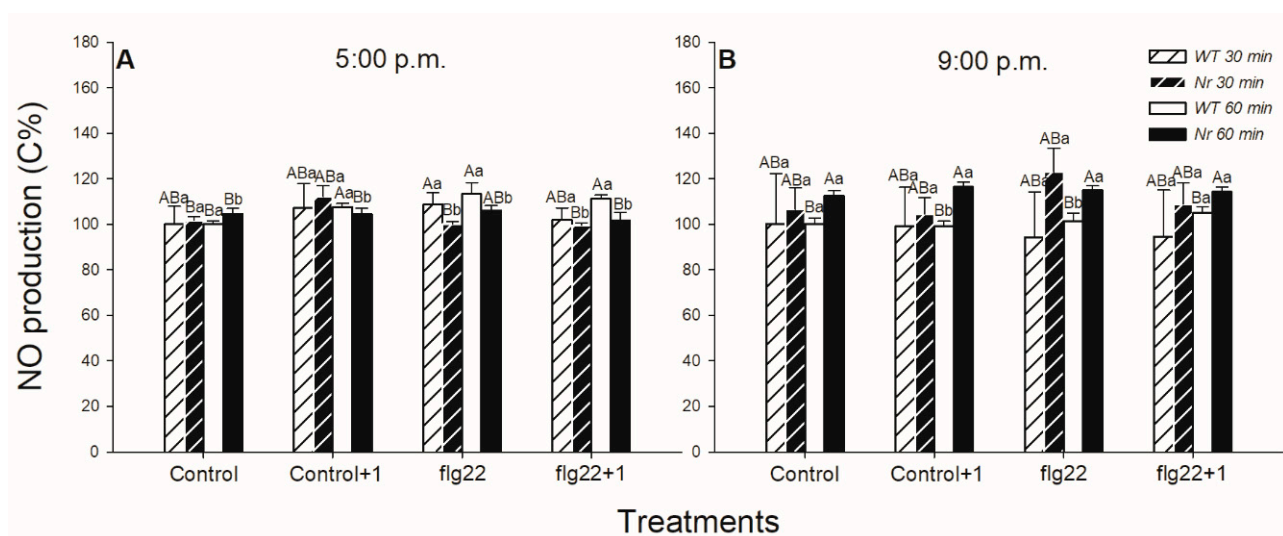 A
5:00 p.m.
B
9:00 p.m.
WT 30 min
Nr 30 min
WT 60 min
Nr 60 min
NO production (C%)
180
160
140
120
100
80
60
40
20
0
ABa Ba Ba Bb
ABa ABa Aa Bb
Aa Bb Aa ABb
ABa Bb Aa Bb
Control Control+1 flg22 flg22+1
180
160
140
120
100
80
60
40
20
0
ABa ABa Ba Aa
ABa ABa Bb Aa
ABa ABa Bb Aa
ABa ABa Ba Aa
Control Control+1 flg22 flg22+1
Treatments